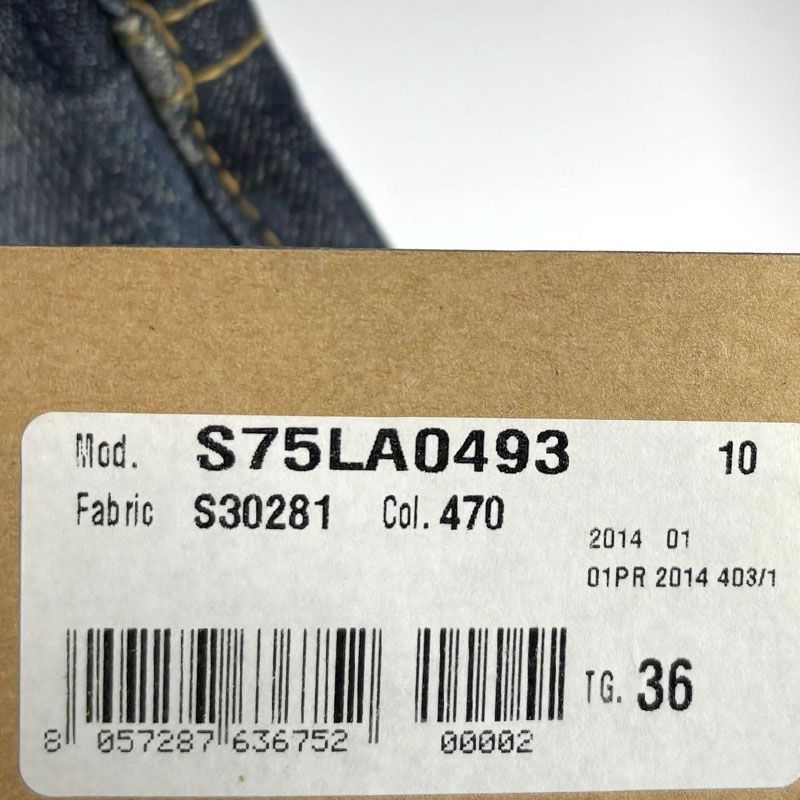 Mod. S75LA0493 10
Fabric S30281 Col. 470
2014 01
01PR 2014 403/1
TG. 36
8 057287 636752 00002